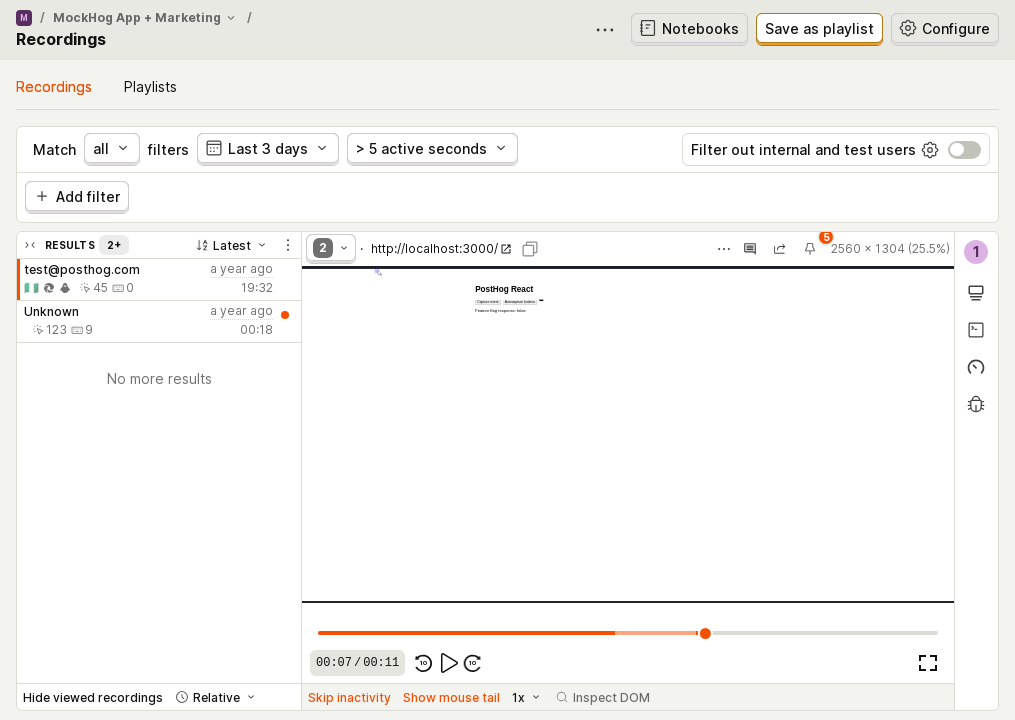 M / MockHog App + Marketing /
Recordings
Notebooks
Save as playlist
Configure
Recordings
Playlists
Match all filters
Last 3 days
> 5 active seconds
Filter out internal and test users
Add filter
RESULTS 2+
Latest
test@posthog.com a year ago
45 0 19:32
Unknown a year ago
123 9 00:18
No more results
Hide viewed recordings
Relative
2 · http://localhost:3000/
5
2560 × 1304 (25.5%)
PostHog React
Capture event Autocapture buttons
Feature flag response: false
00:07 / 00:11
10 10
Skip inactivity
Show mouse tail
1x
Inspect DOM
1